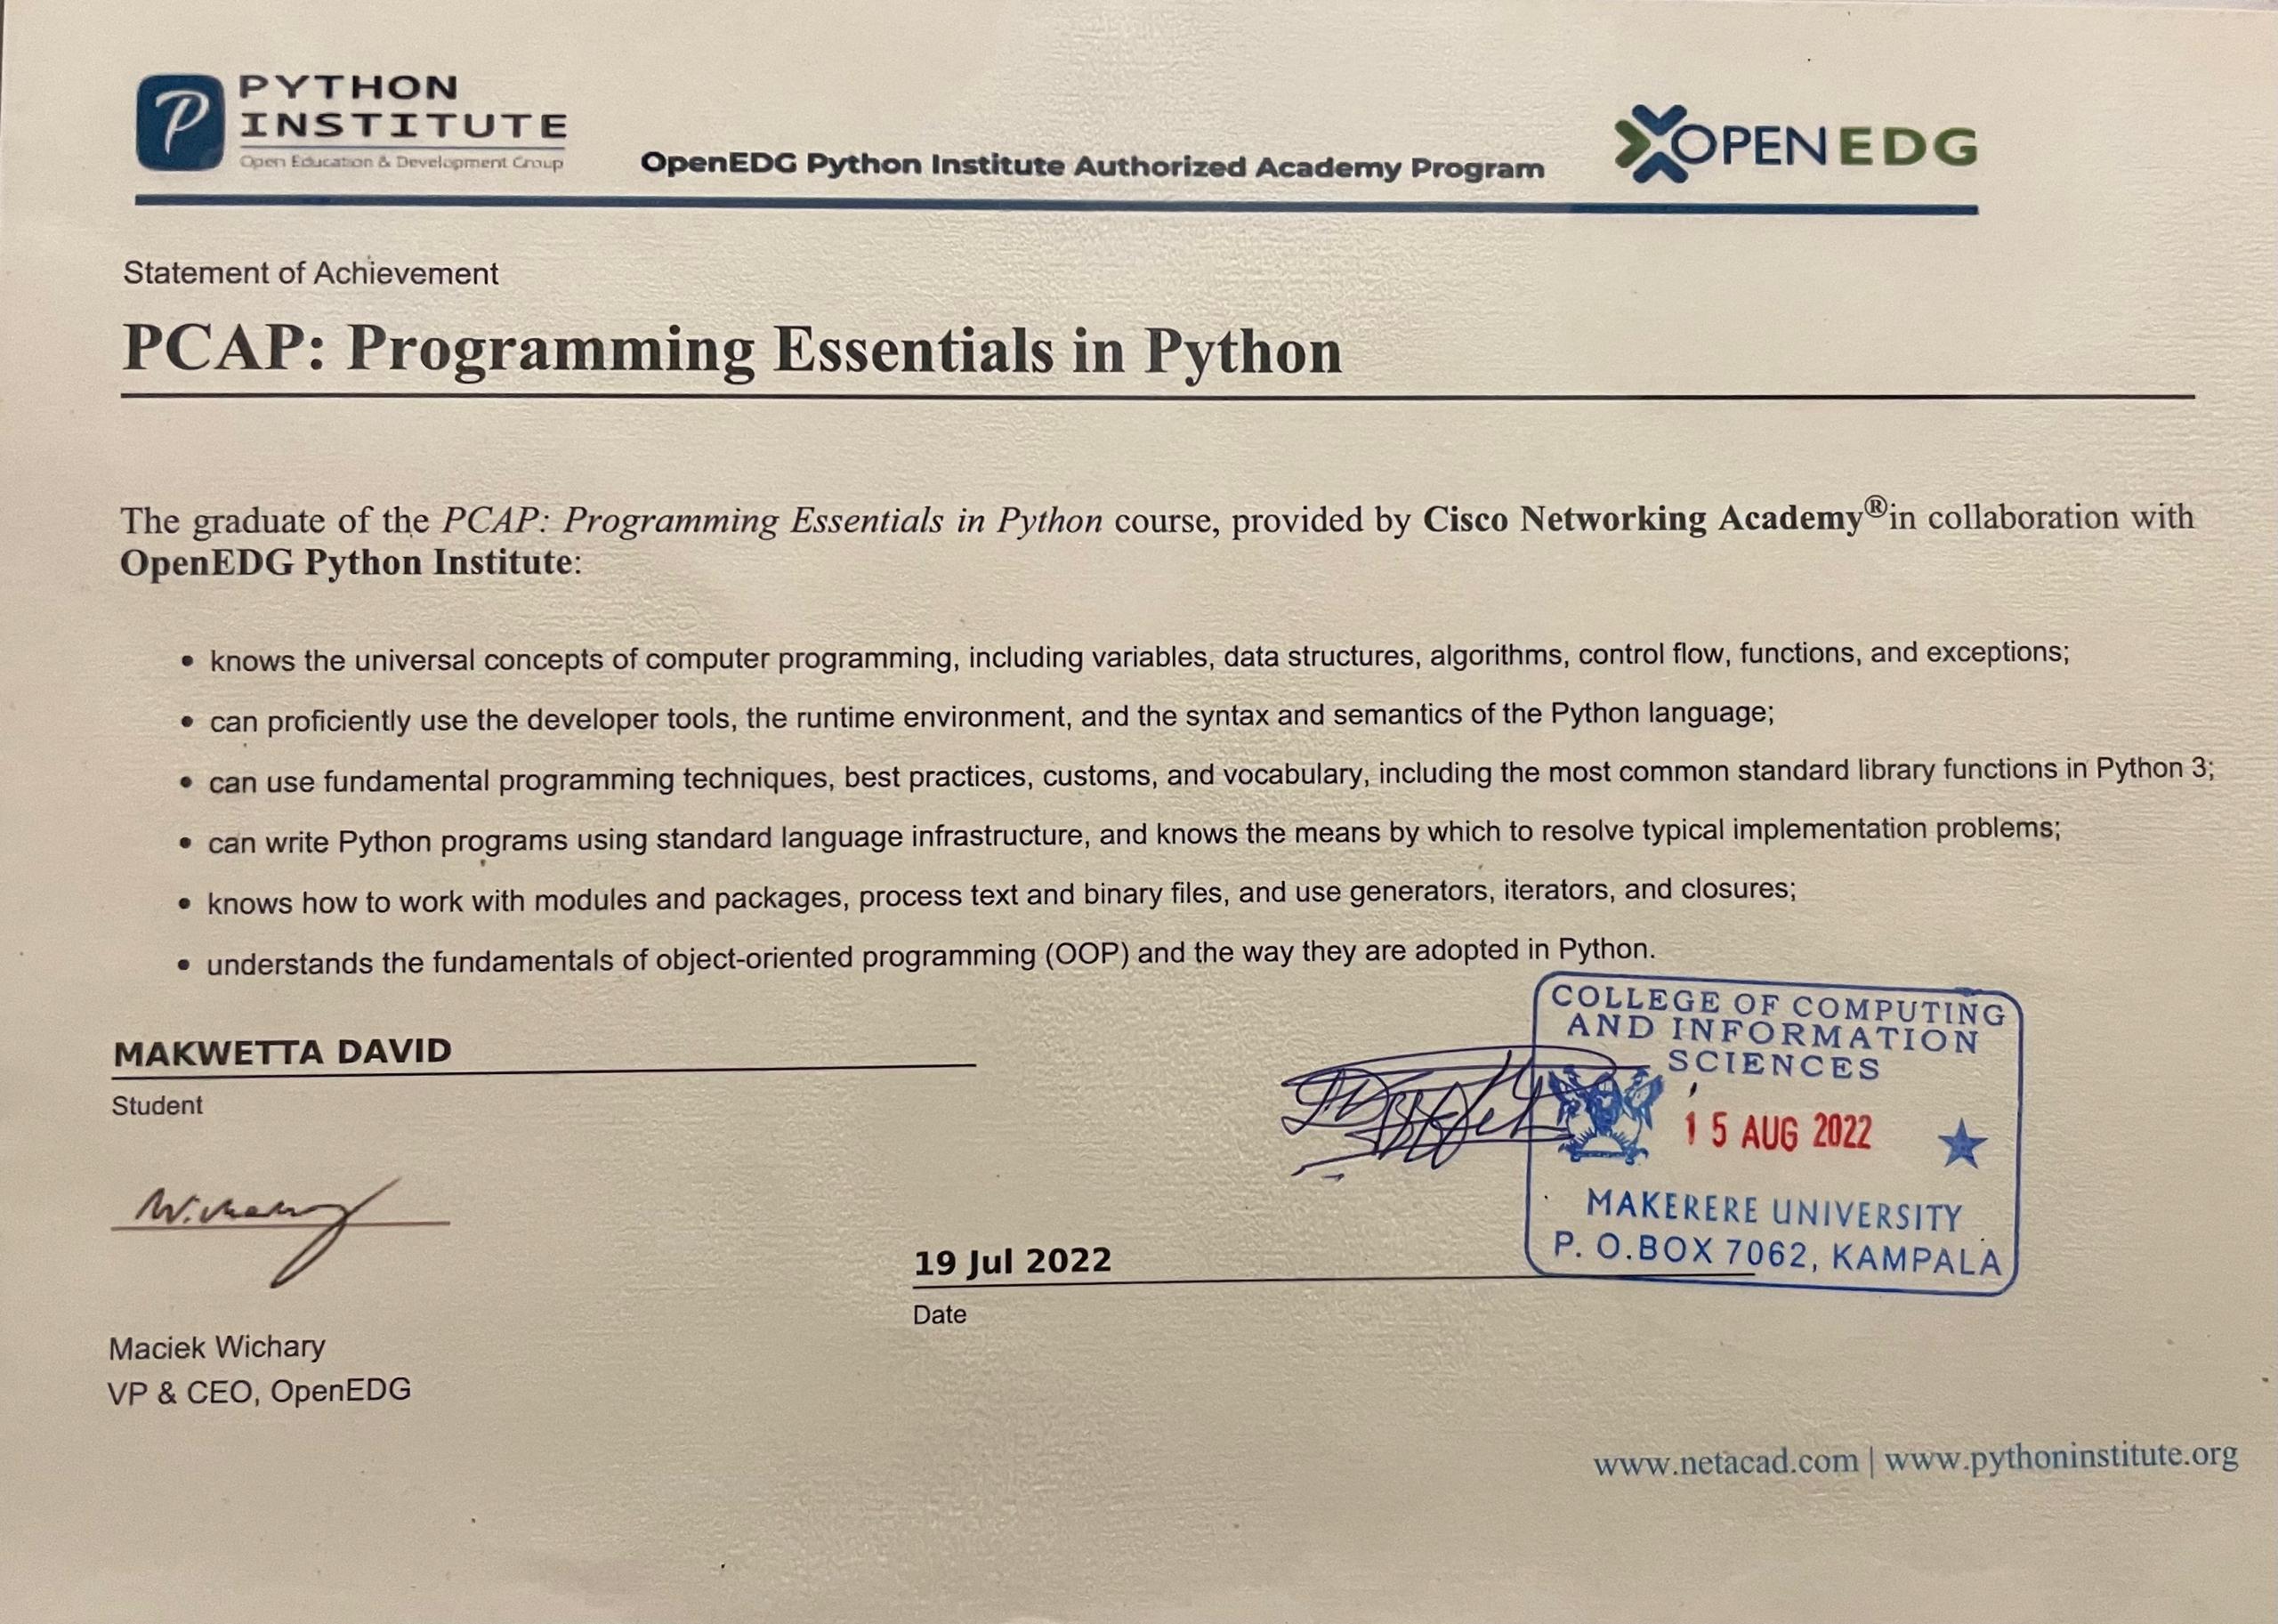 PYTHON
INSTITUTE
Open Education & Development Group
OpenEDG Python Institute Authorized Academy Program
OPENEDG
Statement of Achievement
PCAP: Programming Essentials in Python
The graduate of the PCAP: Programming Essentials in Python course, provided by Cisco Networking Academy®in collaboration with
OpenEDG Python Institute:
• knows the universal concepts of computer programming, including variables, data structures, algorithms, control flow, functions, and exceptions;
• can proficiently use the developer tools, the runtime environment, and the syntax and semantics of the Python language;
• can use fundamental programming techniques, best practices, customs, and vocabulary, including the most common standard library functions in Python 3;
• can write Python programs using standard language infrastructure, and knows the means by which to resolve typical implementation problems;
• knows how to work with modules and packages, process text and binary files, and use generators, iterators, and closures;
• understands the fundamentals of object-oriented programming (OOP) and the way they are adopted in Python.
MAKWETTA DAVID
Student
COLLEGE OF COMPUTING
AND INFORMATION
SCIENCES
15 AUG 2022
MAKERERE UNIVERSITY
P. O.BOX 7062, KAMPALA
19 Jul 2022
Date
Maciek Wichary
VP & CEO, OpenEDG
www.netacad.com | www.pythoninstitute.org